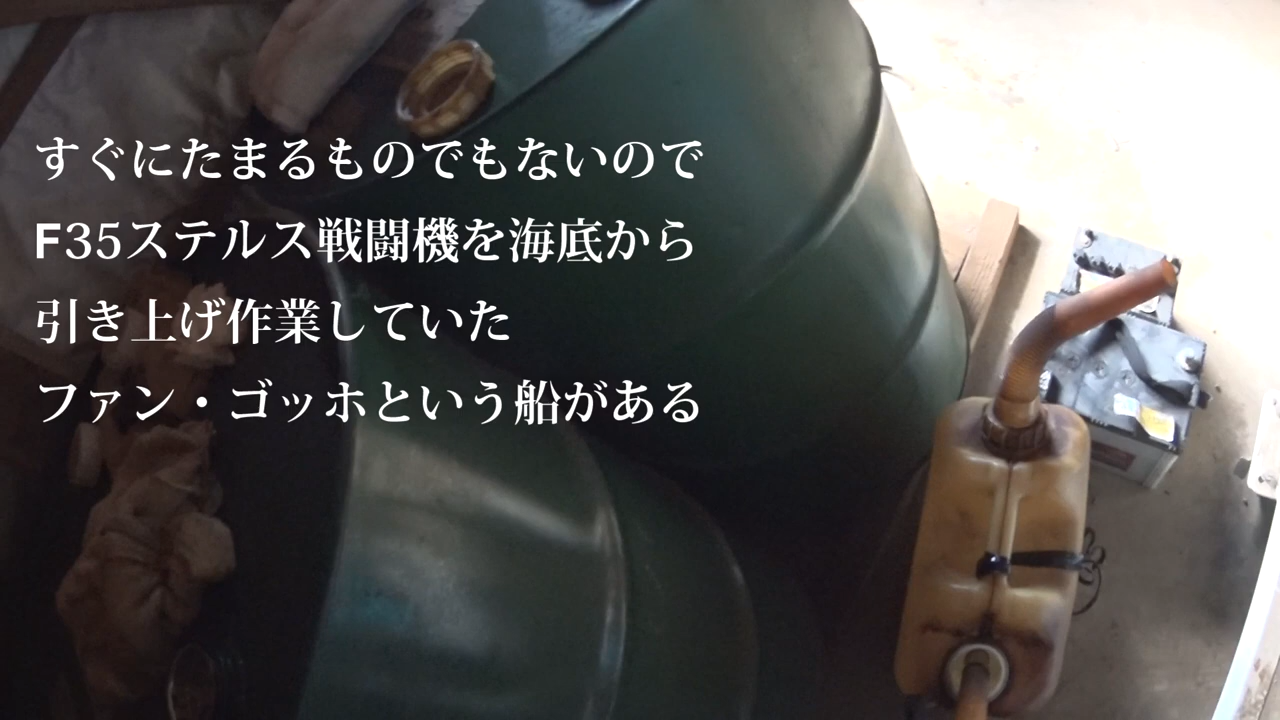 すぐにたまるものでもないので
F35ステルス戦闘機を海底から
引き上げ作業していた
ファン・ゴッホという船がある